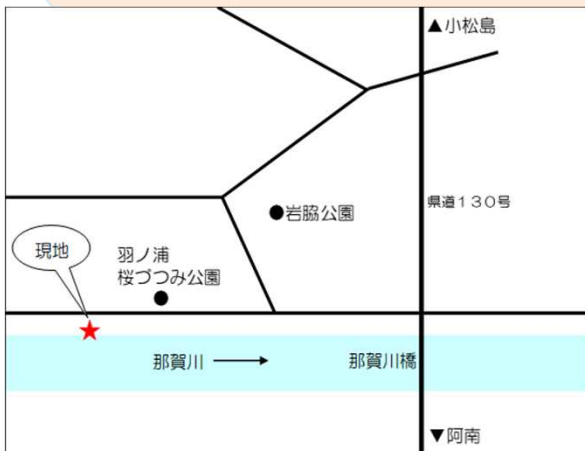 ▲小松島
県道１３０号
●岩脇公園
現地
羽ノ浦
桜づつみ公園
那賀川
那賀川橋
▼阿南